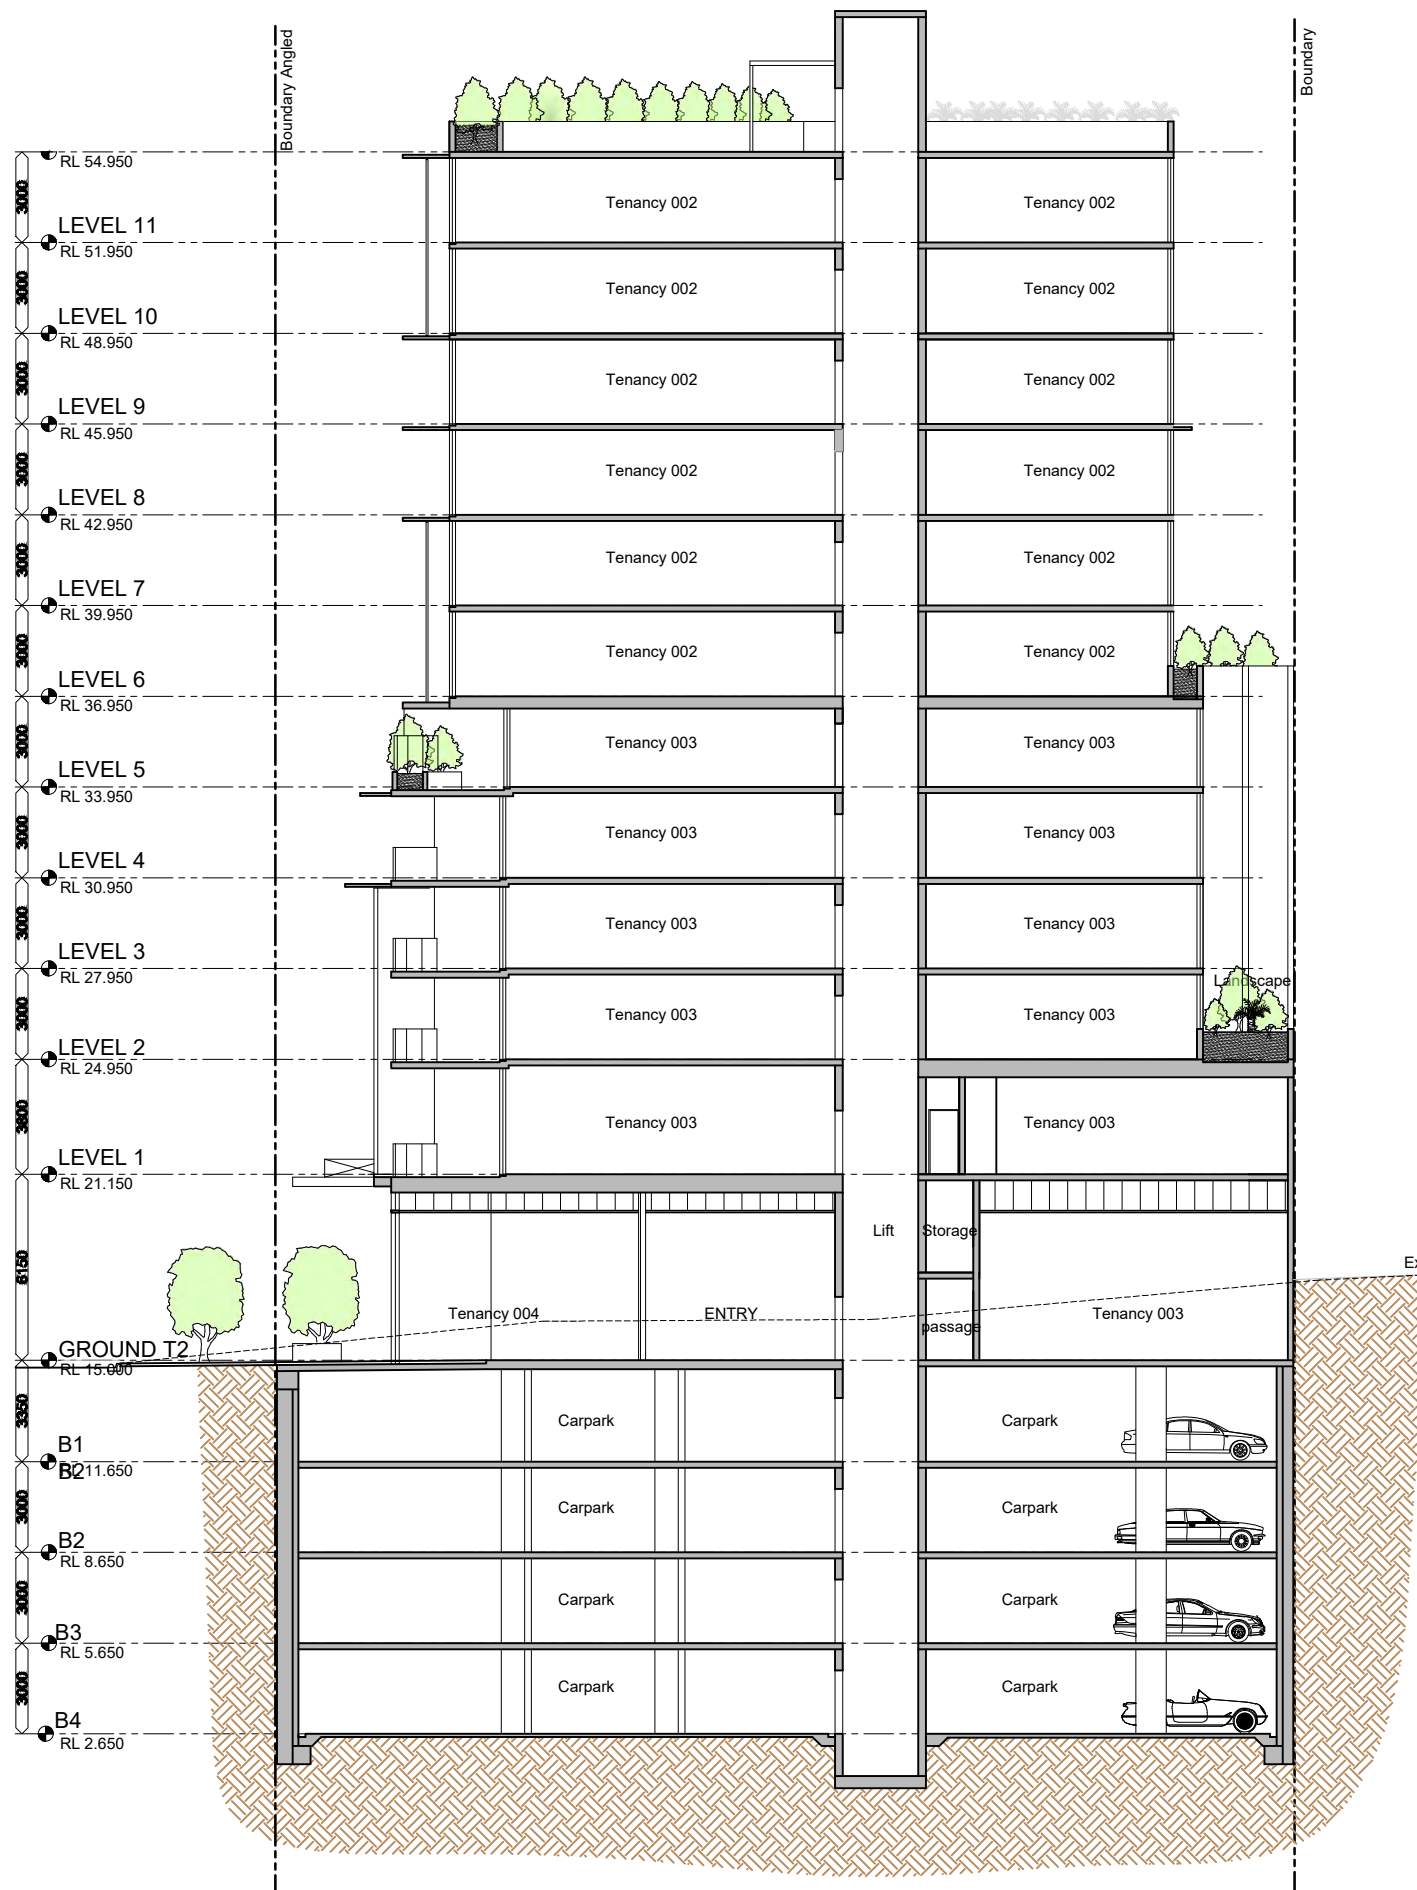 Boundary Angled
Boundary
RL 54.950
3000
Tenancy 002
Tenancy 002
LEVEL 11
RL 51.950
3000
Tenancy 002
Tenancy 002
LEVEL 10
RL 48.950
3000
Tenancy 002
Tenancy 002
LEVEL 9
RL 45.950
3000
Tenancy 002
Tenancy 002
LEVEL 8
RL 42.950
3000
Tenancy 002
Tenancy 002
LEVEL 7
RL 39.950
3000
Tenancy 002
Tenancy 002
LEVEL 6
RL 36.950
3000
Tenancy 003
Tenancy 003
LEVEL 5
RL 33.950
3000
Tenancy 003
Tenancy 003
LEVEL 4
RL 30.950
3000
Tenancy 003
Tenancy 003
LEVEL 3
RL 27.950
Landscape
3000
Tenancy 003
Tenancy 003
LEVEL 2
RL 24.950
3800
Tenancy 003
Tenancy 003
LEVEL 1
RL 21.150
Lift
Storage
6150
Tenancy 004
ENTRY
passage
Tenancy 003
GROUND T2
RL 15.000
3350
Carpark
Carpark
B1
RL 11.650
B2
3000
Carpark
Carpark
B2
RL 8.650
3000
Carpark
Carpark
B3
RL 5.650
3000
Carpark
Carpark
B4
RL 2.650